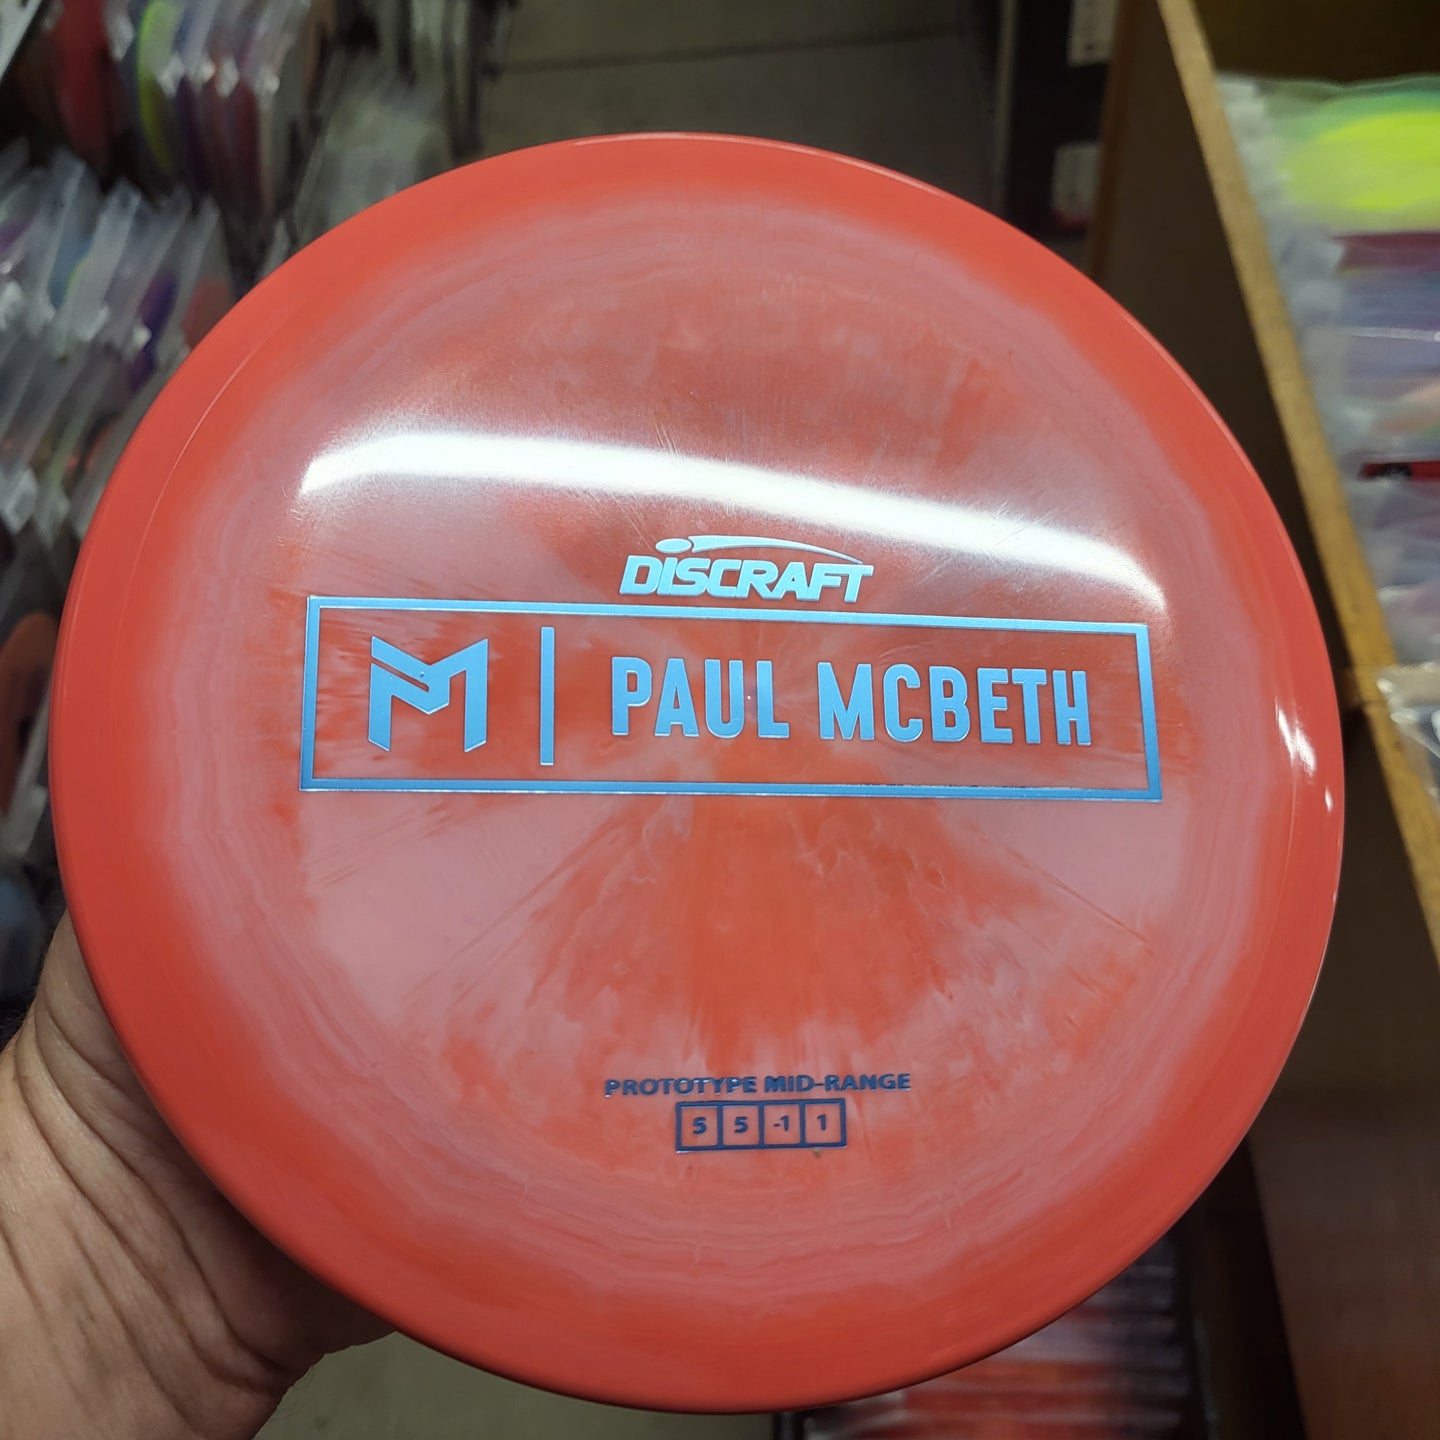 DISCRAFT
M | PAUL MCBETH
PROTOTYPE MID-RANGE
5 5 -1 1